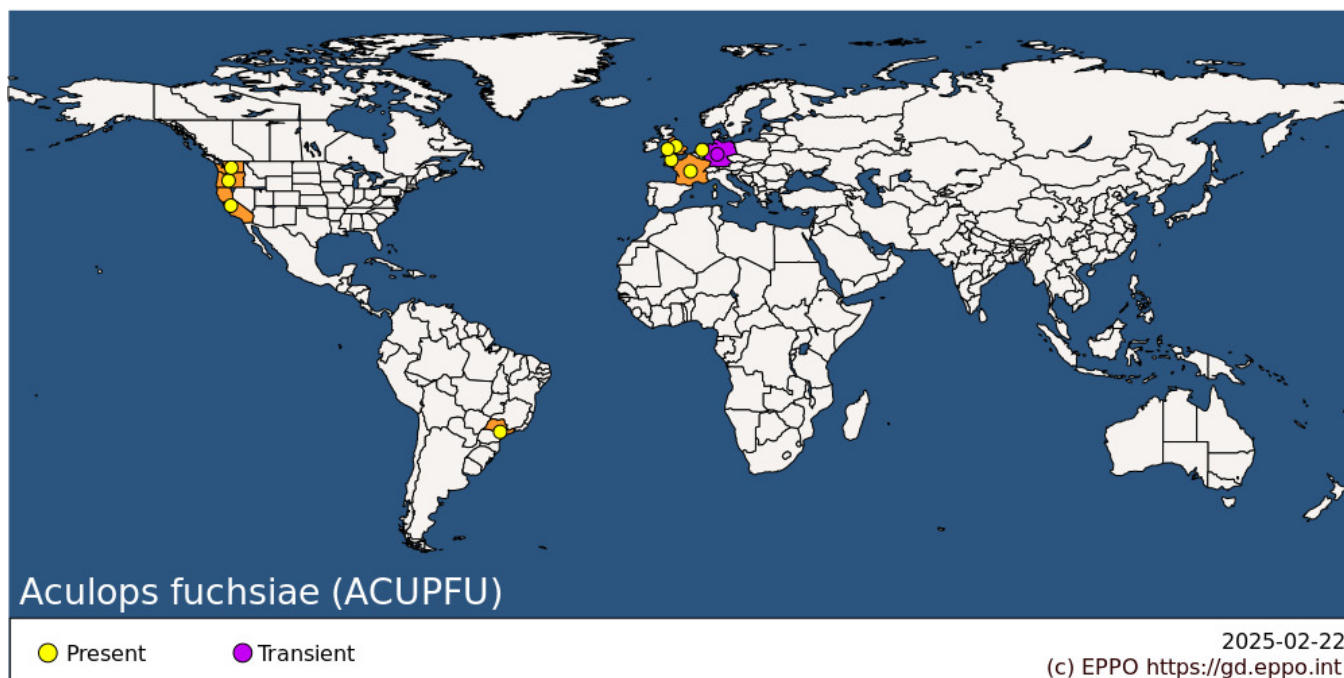 Aculops fuchsiae (ACUPFU)
Present
Transient
2025-02-22
(c) EPPO https://gd.eppo.int